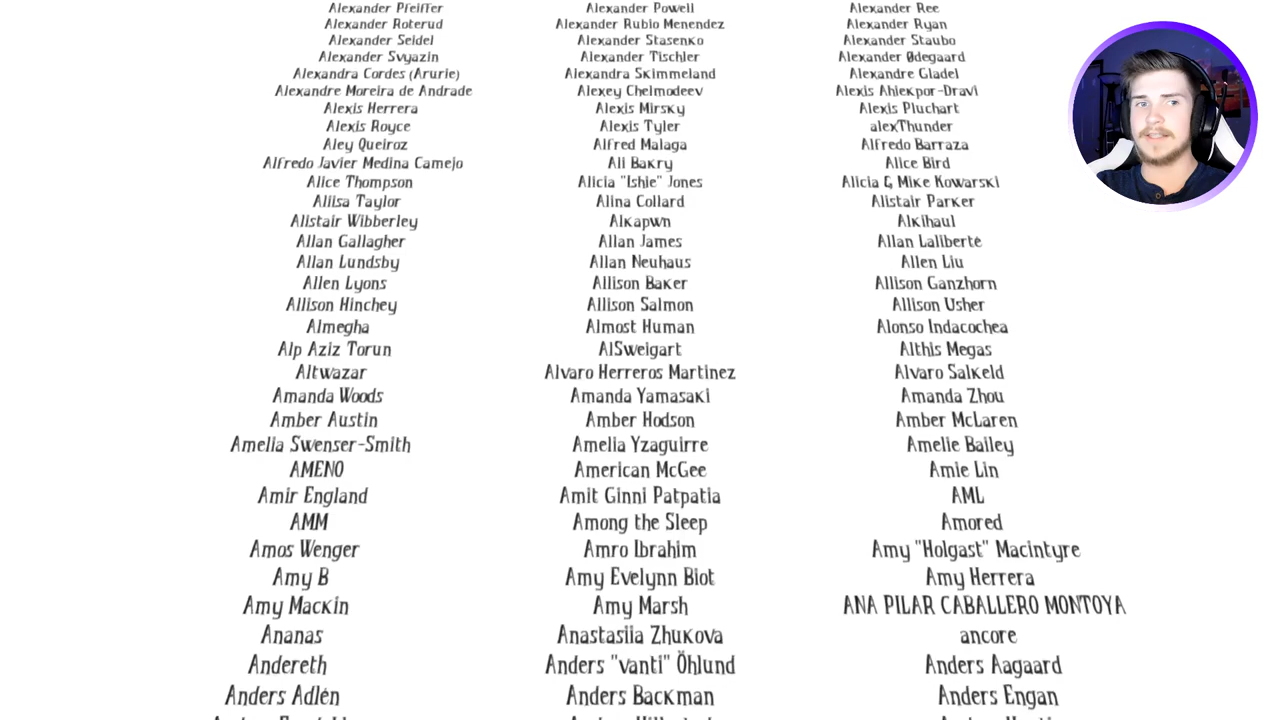 Alexander Pfeiffer Alexander Powell Alexander Ree
Alexander Roterud Alexander Rubio Menendez Alexander Ryan
Alexander Seidel Alexander Stasenko Alexander Staubo
Alexander Svyazin Alexander Tischler Alexander Ødegaard
Alexandra Cordes (Arurie) Alexandra Skimmeland Alexandre Gladel
Alexandre Moreira de Andrade Alexey Chelmodeev Alexis Ahiekpor-Dravi
Alexis Herrera Alexis Mirsky Alexis Pluchart
Alexis Royce Alexis Tyler alexThunder
Aley Queiroz Alfred Malaga Alfredo Barraza
Alfredo Javier Medina Camejo Ali Bakry Alice Bird
Alice Thompson Alicia "Ishie" Jones Alicia & Mike Kowarski
Aliisa Taylor Alina Collard Alistair Parker
Alistair Wibberley Alkapwn Alkihaul
Allan Gallagher Allan James Allan Laliberté
Allan Lundsby Allan Neuhaus Allen Liu
Allen Lyons Allison Baker Allison Ganzhorn
Allison Hinchey Allison Salmon Allison Usher
Almegha Almost Human Alonso Indacochea
Alp Aziz Torun AlSweigart Althis Megas
Altwazar Alvaro Herreros Martinez Alvaro Salkeld
Amanda Woods Amanda Yamasaki Amanda Zhou
Amber Austin Amber Hodson Amber McLaren
Amelia Swenser-Smith Amelia Yzaguirre Amelie Bailey
AMENO American McGee Amie Lin
Amir England Amit Ginni Patpatia AML
AMM Among the Sleep Amored
Amos Wenger Amro Ibrahim Amy "Holgast" Macintyre
Amy B Amy Evelynn Biot Amy Herrera
Amy Mackin Amy Marsh ANA PILAR CABALLERO MONTOYA
Ananas Anastasiia Zhukova ancore
Andereth Anders "vanti" Öhlund Anders Aagaard
Anders Adlén Anders Backman Anders Engan